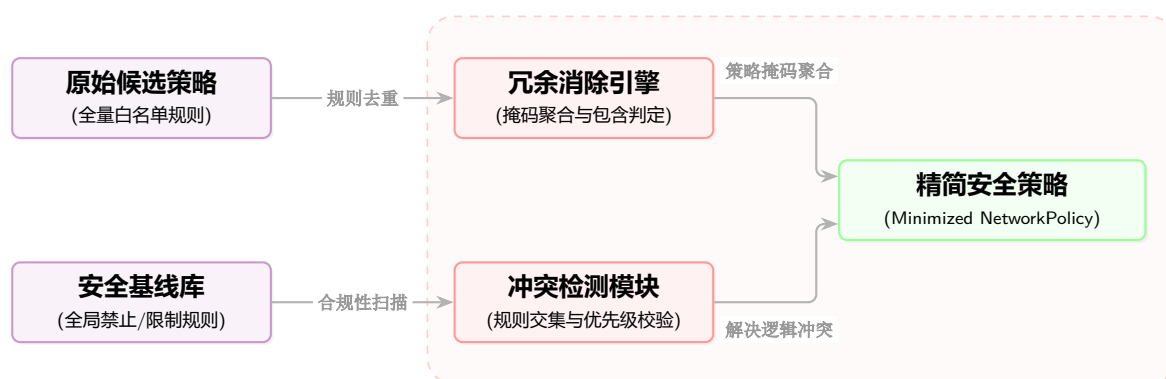 原始候选策略
(全量白名单规则)
规则去重
冗余消除引擎
(掩码聚合与包含判定)
策略掩码聚合
精简安全策略
(Minimized NetworkPolicy)
安全基线库
(全局禁止/限制规则)
合规性扫描
冲突检测模块
(规则交集与优先级校验)
解决逻辑冲突